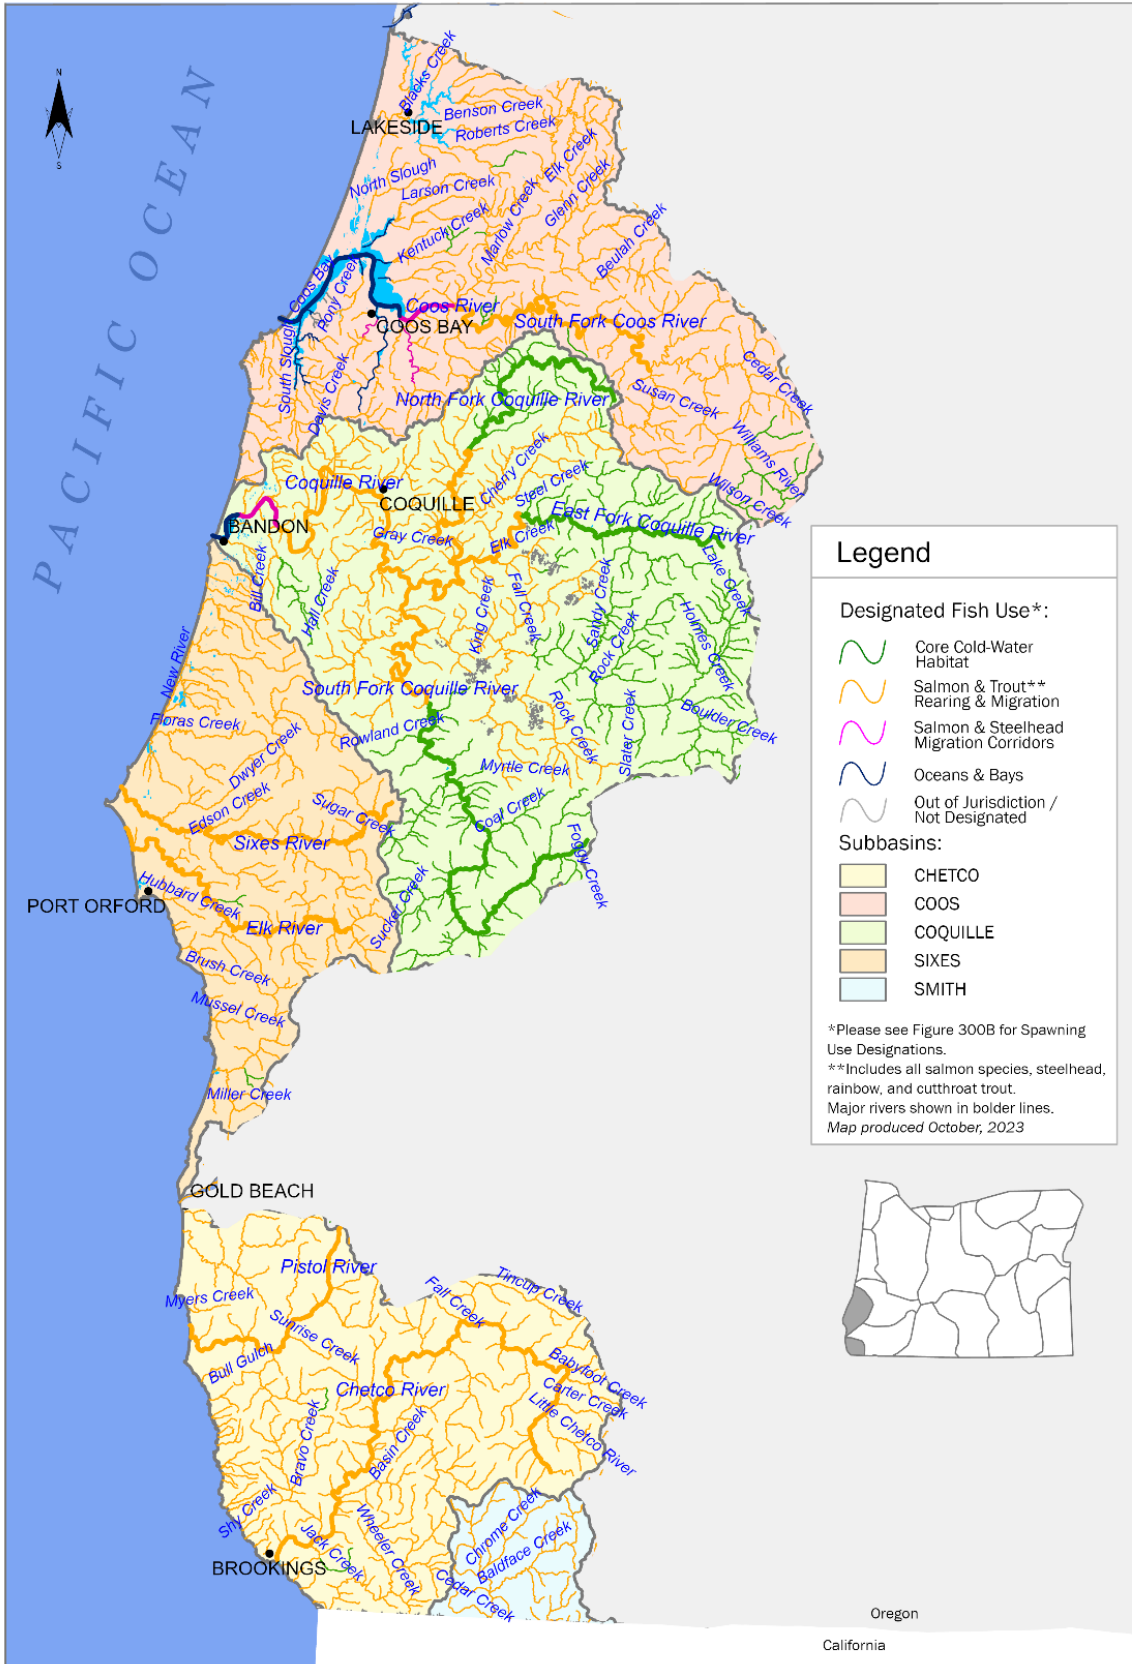 N
S
PACIFIC OCEAN
Blacks Creek
Benson Creek
LAKESIDE
Roberts Creek
Elk Creek
North Slough
Larson Creek
Glenn Creek
Marlow Creek
Kentuck Creek
Beulah Creek
Coos Bay
Pony Creek
Coos River
COOS BAY
South Fork Coos River
South Slough
Davis Creek
Cedar Creek
Susan Creek
North Fork Coquille River
Williams River
Cherry Creek
Steel Creek
Coquille River
COQUILLE
Wilson Creek
BANDON
East Fork Coquille River
Gray Creek
Elk Creek
Lake Creek
Bill Creek
Hall Creek
Fall Creek
Sandy Creek
King Creek
Rock Creek
Holmes Creek
New River
South Fork Coquille River
Floras Creek
Rowland Creek
Rock Creek
Slater Creek
Boulder Creek
Dwyer Creek
Myrtle Creek
Edson Creek
Sugar Creek
Coal Creek
Sixes River
Foggy Creek
Hubbard Creek
PORT ORFORD
Elk River
Sucker Creek
Brush Creek
Mussel Creek
Miller Creek
GOLD BEACH
Pistol River
Tincup Creek
Myers Creek
Fall Creek
Sunrise Creek
Bull Gulch
Babyfoot Creek
Chetco River
Carter Creek
Little Chetco River
Bravo Creek
Basin Creek
Shy Creek
Chrome Creek
Jack Creek
Wheeler Creek
Baldface Creek
BROOKINGS
Cedar Creek
Oregon
California
Legend
Designated Fish Use*:
Core Cold-Water
Habitat
Salmon & Trout**
Rearing & Migration
Salmon & Steelhead
Migration Corridors
Oceans & Bays
Out of Jurisdiction /
Not Designated
Subbasins:
CHETCO
COOS
COQUILLE
SIXES
SMITH
*Please see Figure 300B for Spawning
Use Designations.
**Includes all salmon species, steelhead,
rainbow, and cutthroat trout.
Major rivers shown in bolder lines.
Map produced October, 2023